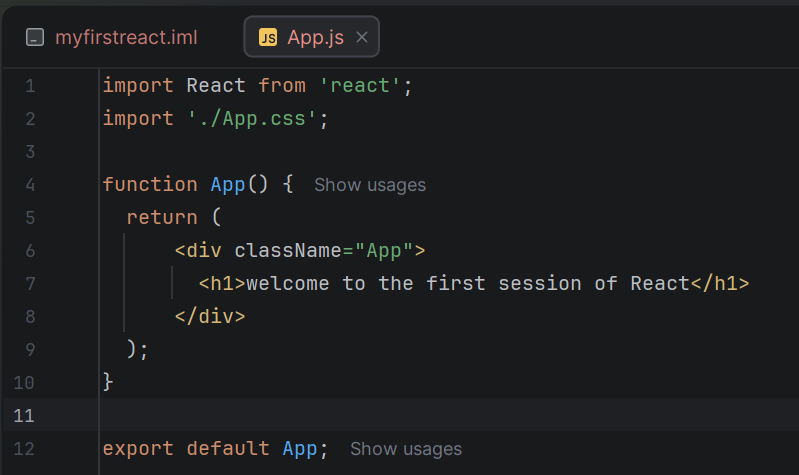 myfirstreact.iml
JS App.js
1 import React from 'react';
2 import './App.css';
3
4 function App() { Show usages
5 return (
6 <div className="App">
7 <h1>welcome to the first session of React</h1>
8 </div>
9 );
10 }
11
12 export default App; Show usages